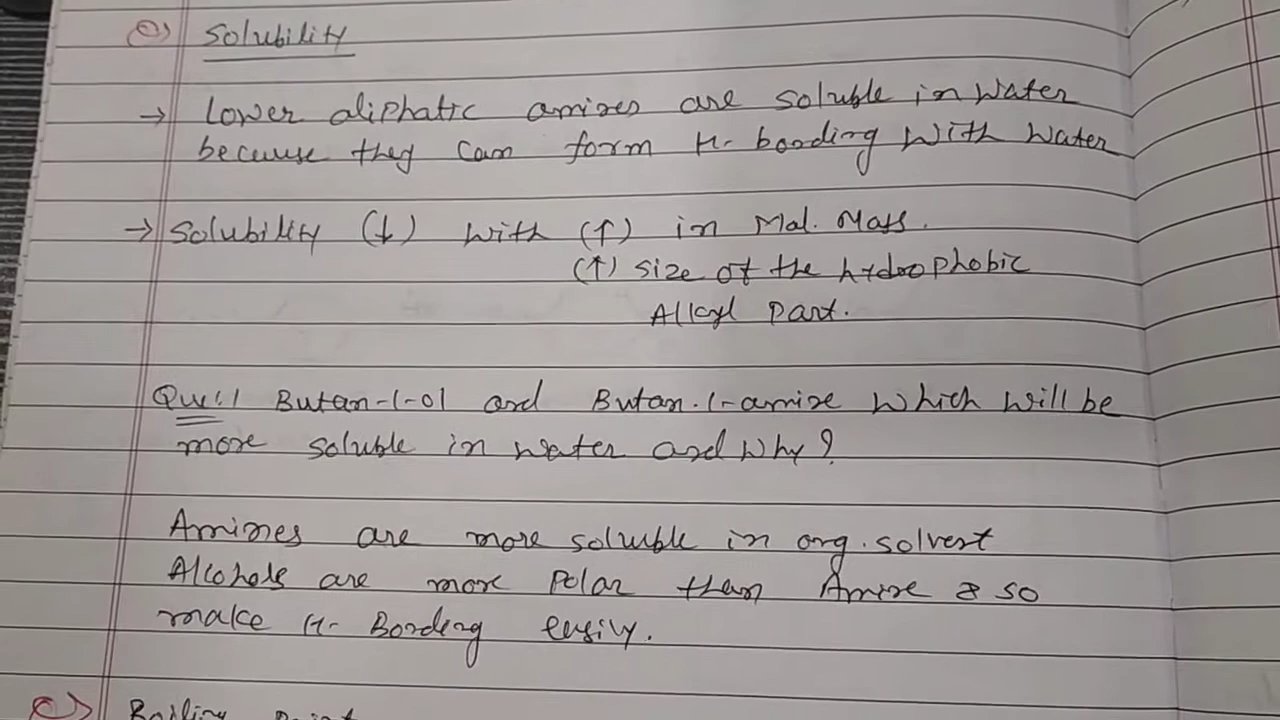 Solubility
→ Lower aliphatic amines are soluble in water
because they can form H- bonding with water
→ Solubility (↓) with (↑) in Mol. Mass.
(↑) size of the hydrophobic
Alkyl part.
Butan-1-ol and Butan-1-amine which will be
more soluble in water and why?
Amines are more soluble in org. solvent
Alcohols are more Polar than Amine & so
make H- Bonding easily.
Boiling Point